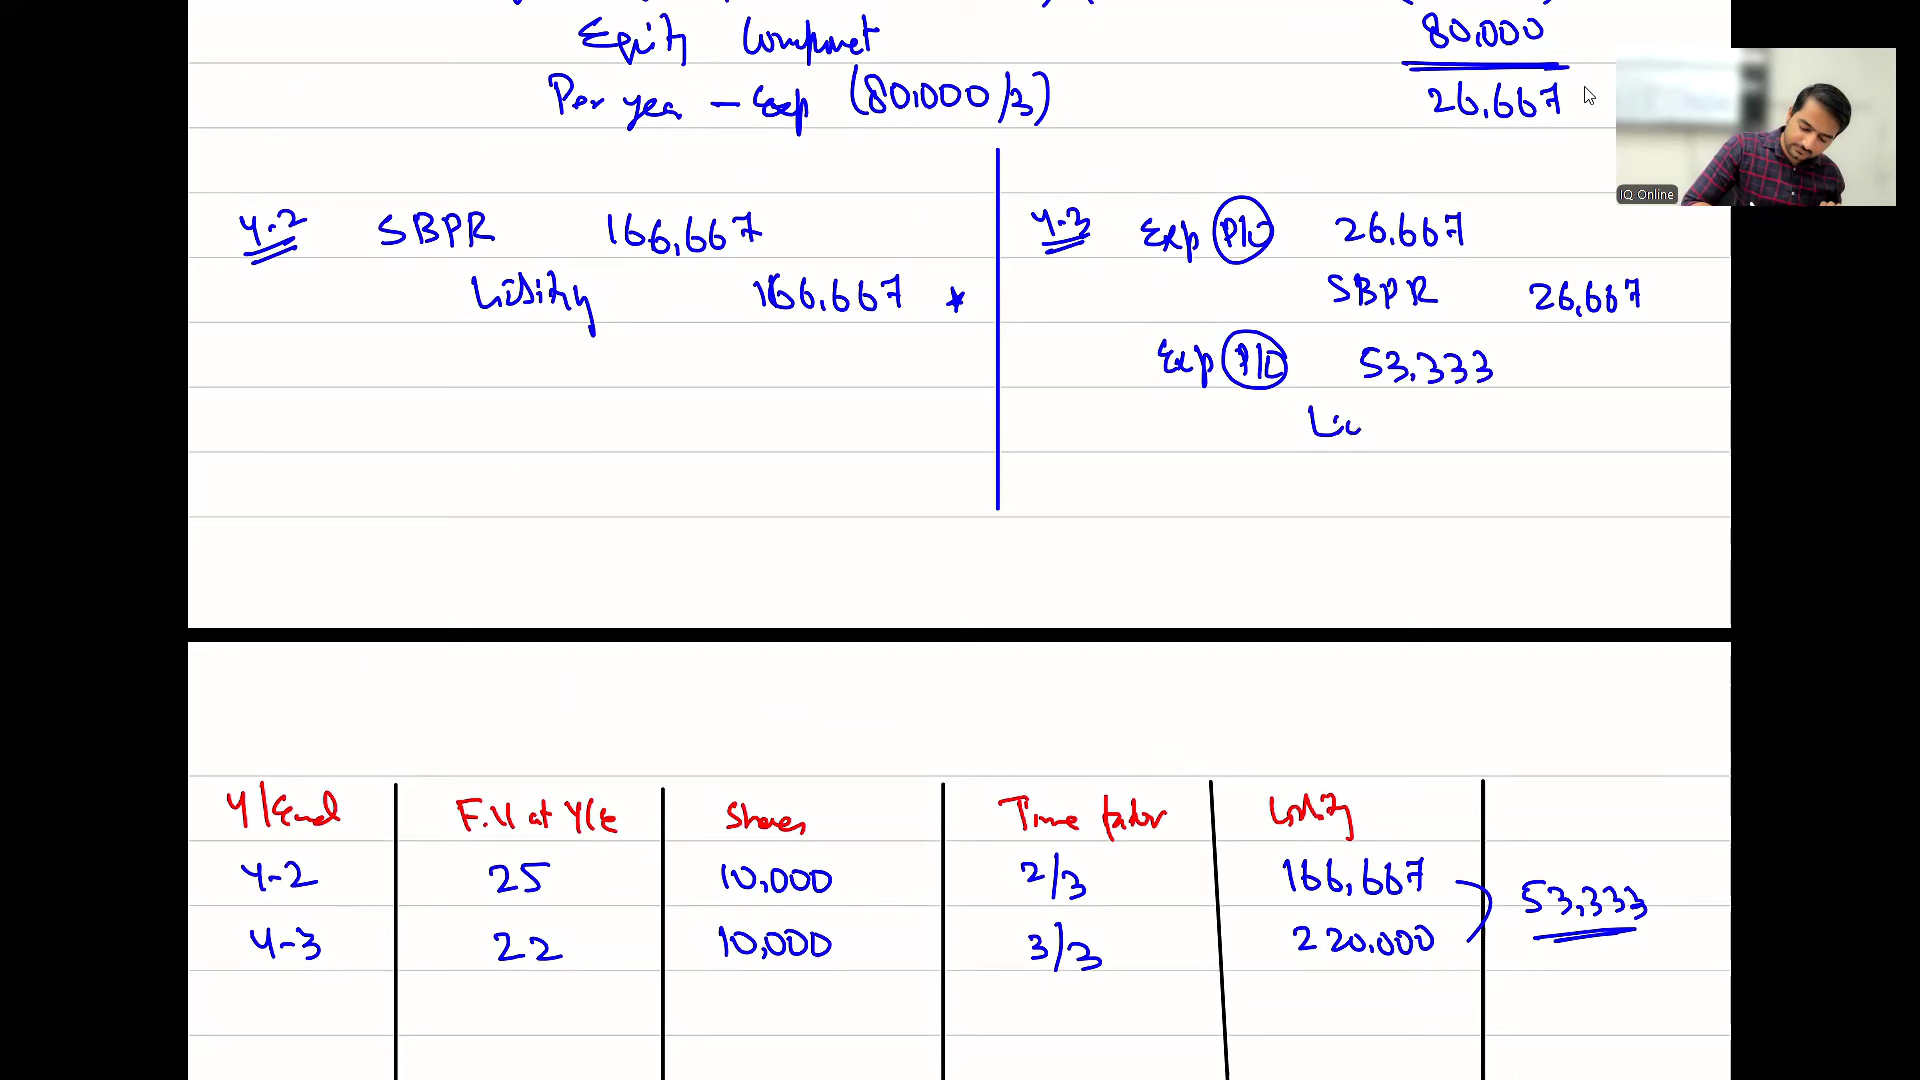 Equity Componet
80,000
Per year - Exp (80,000/3) 26,667
IQ Online
Y-2 SBPR 166,667
Liability 166,667 *
Y-3 Exp P/L 26,667
SBPR 26,667
Exp P/L 53,333
Lia
Y/End F.V at Y/e Shares Time factor Liability
Y-2 25 10,000 2/3 166,667
53,333
Y-3 22 10,000 3/3 220,000